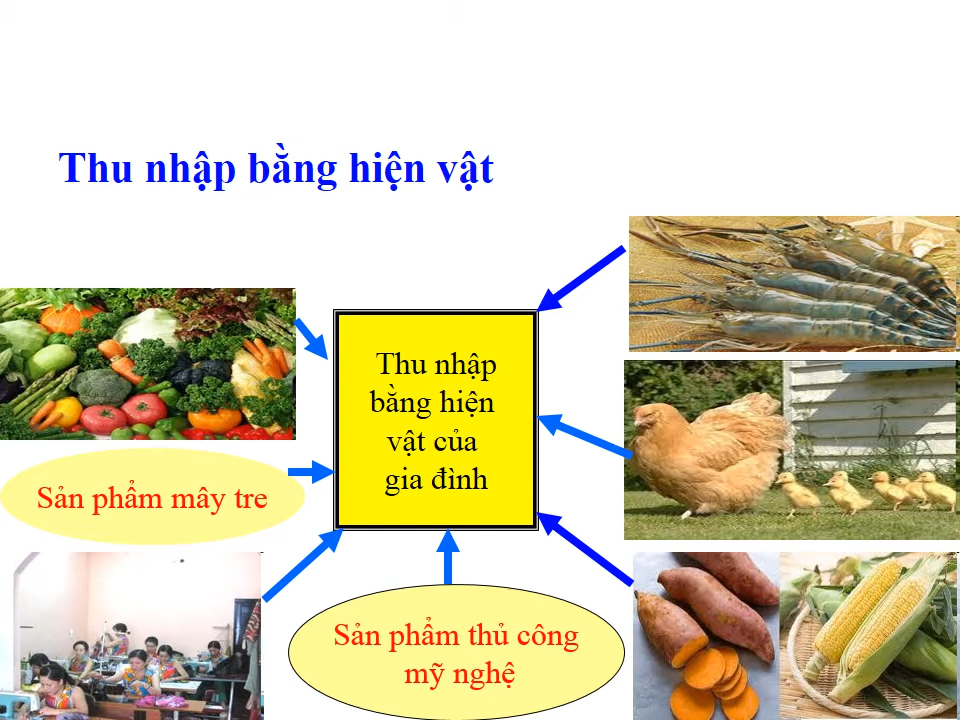 Thu nhập bằng hiện vật
Thu nhập
bằng hiện
vật của
gia đình
Sản phẩm mây tre
Sản phẩm thủ công
mỹ nghệ